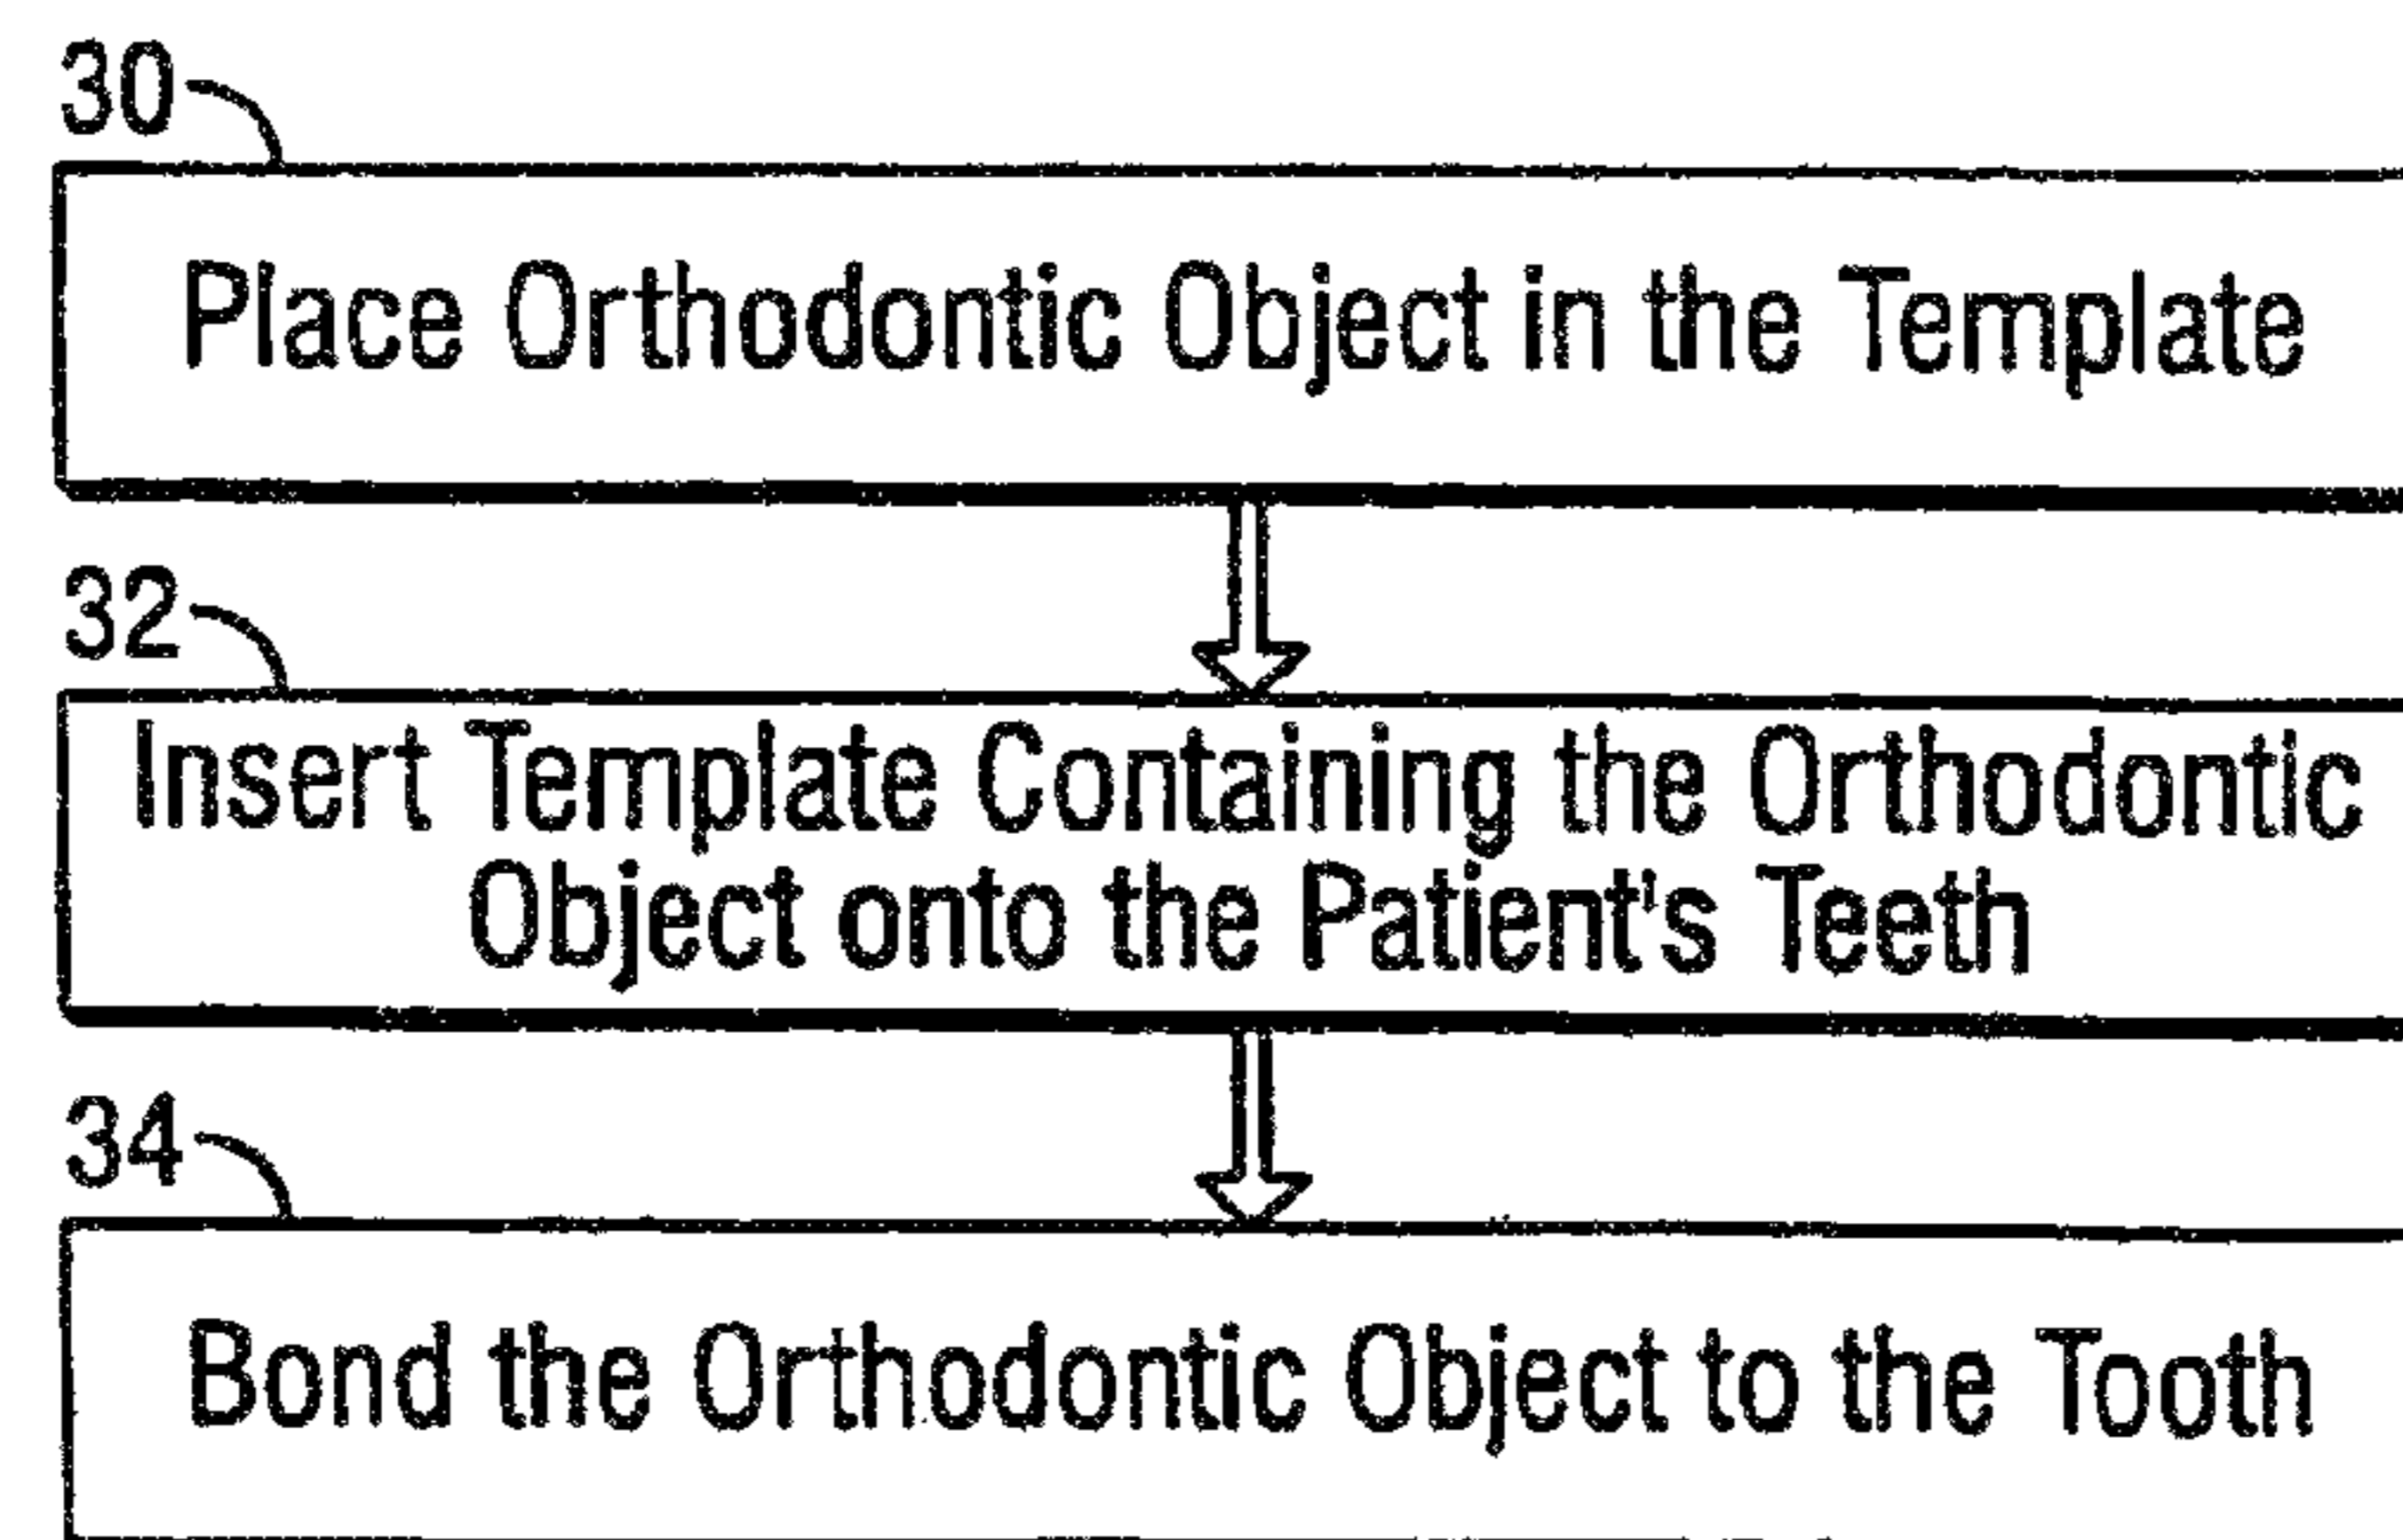 30
Place Orthodontic Object in the Template
32
Insert Template Containing the Orthodontic
Object onto the Patient's Teeth
34
Bond the Orthodontic Object to the Tooth